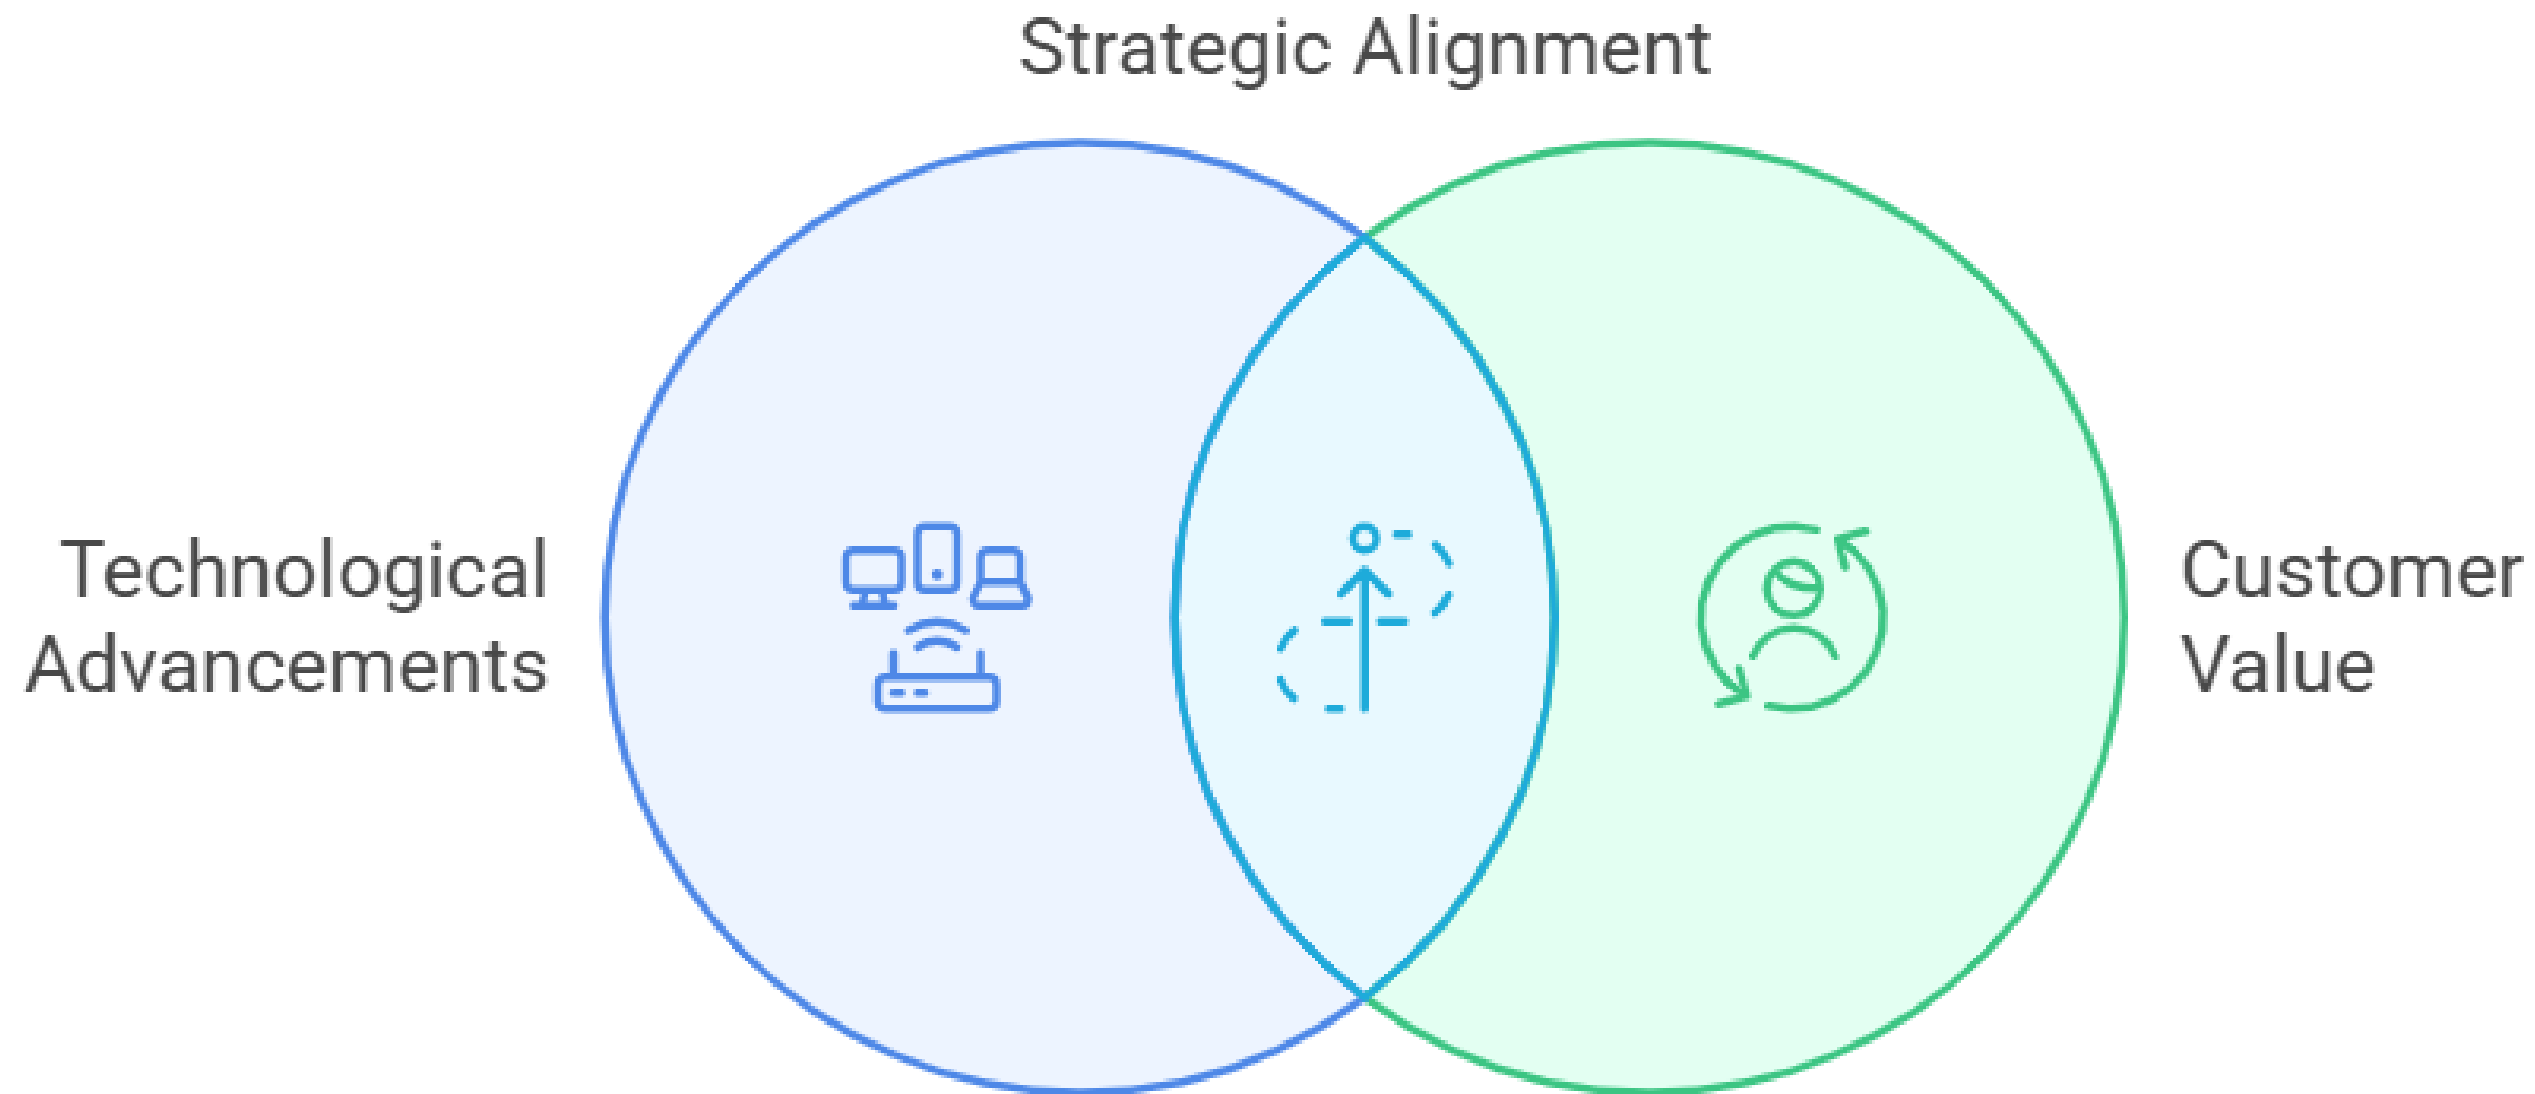 Strategic Alignment
Technological
Advancements
Customer
Value